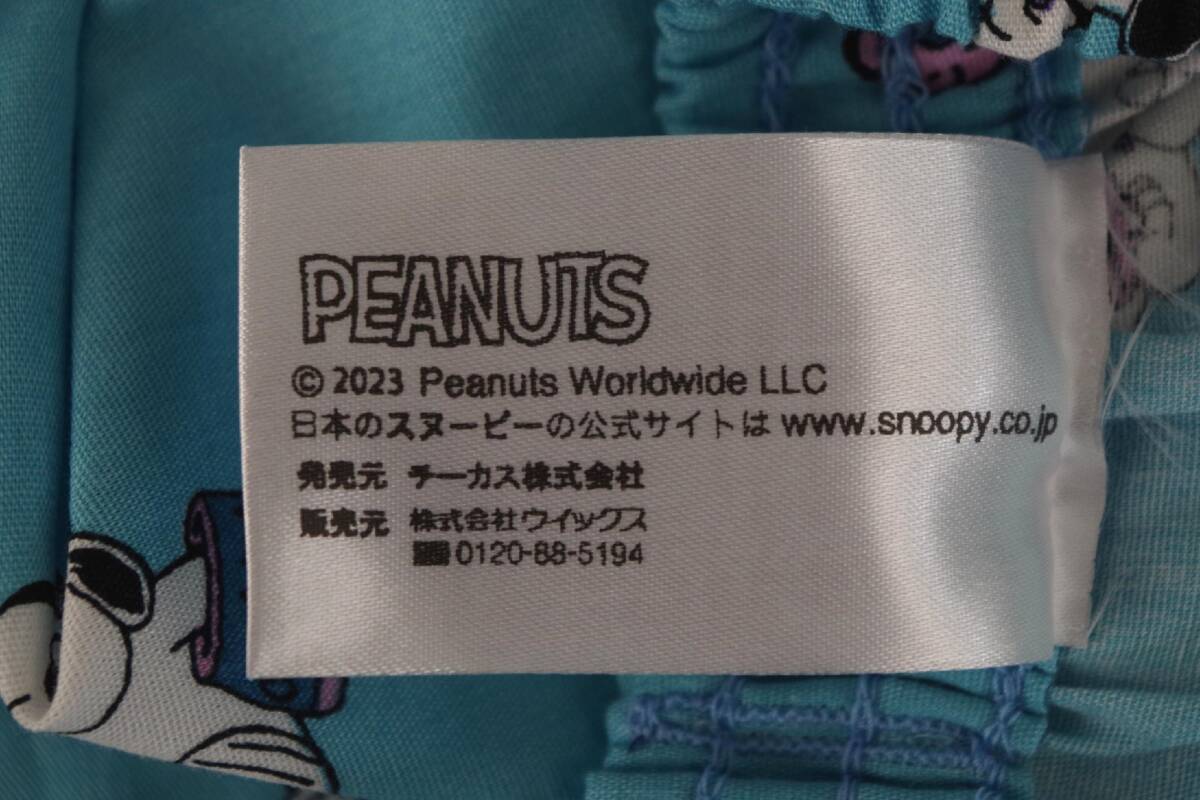 PEANUTS
© 2023 Peanuts Worldwide LLC
日本のスヌーピーの公式サイトは www.snoopy.co.jp
発売元 チーカス株式会社
販売元 株式会社ウイックス
0120-88-5194